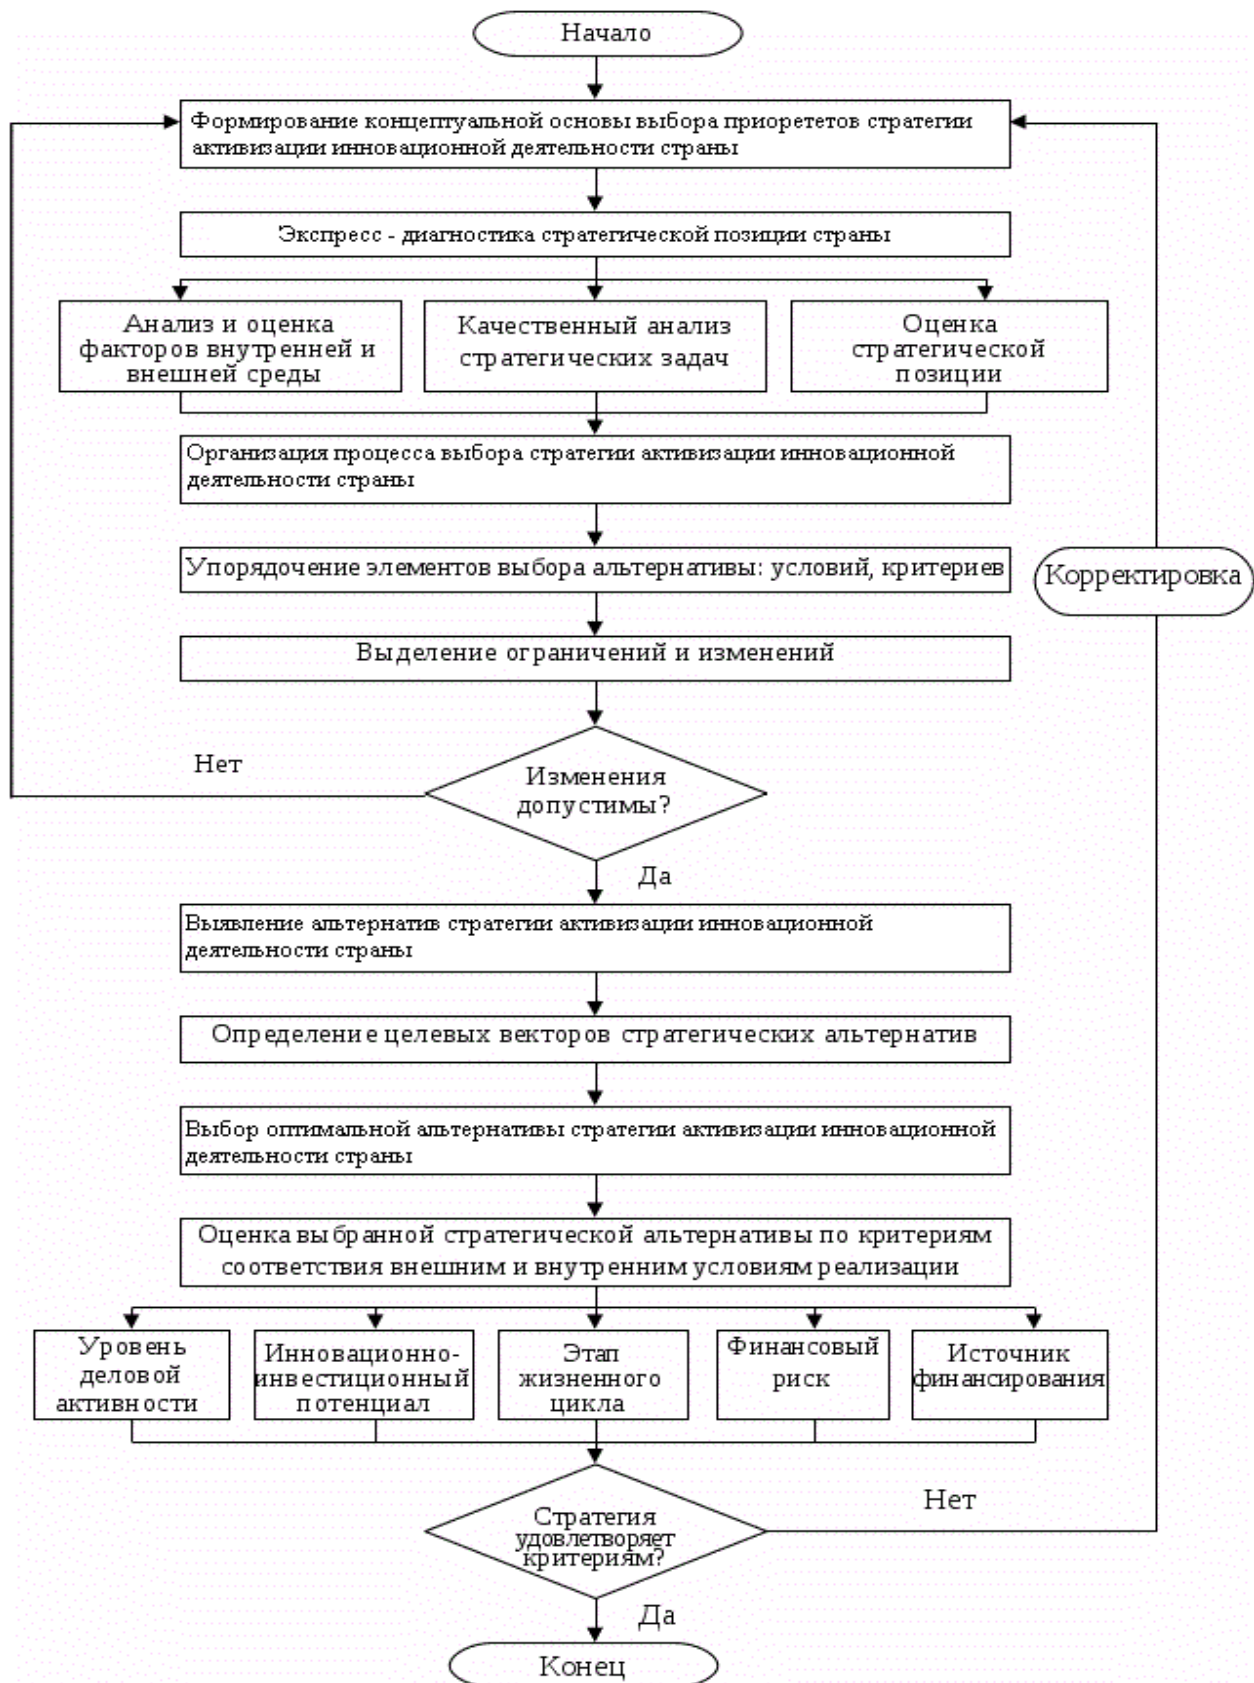 Начало
Формирование концептуальной основы выбора приорететов стратегии
активизации инновационной деятельности страны
Экспресс - диагностика стратегической позиции страны
Анализ и оценка
факторов внутренней и
внешней среды
Качественный анализ
стратегических задач
Оценка
стратегической
позиции
Организация процесса выбора стратегии активизации инновационной
деятельности страны
Упорядочение элементов выбора альтернативы: условий, критериев
Корректировка
Выделение ограничений и изменений
Нет
Изменения
допустимы?
Да
Выявление альтернатив стратегии активизации инновационной
деятельности страны
Определение целевых векторов стратегических альтернатив
Выбор оптимальной альтернативы стратегии активизации инновационной
деятельности страны
Оценка выбранной стратегической альтернативы по критериям
соответствия внешним и внутренним условиям реализации
Уровень
деловой
активности
Инновационно-
инвестиционный
потенциал
Этап
жизненного
цикла
Финансовый
риск
Источник
финансирования
Нет
Стратегия
удовлетворяет
критериям?
Да
Конец